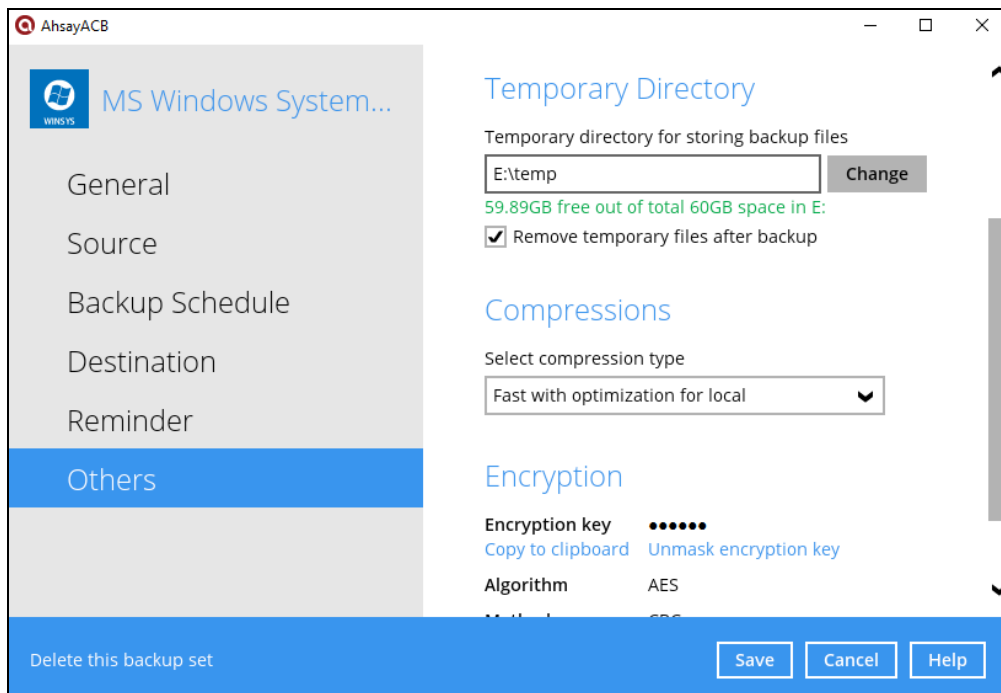 AhsayACB
WINSYS
MS Windows System...
General
Source
Backup Schedule
Destination
Reminder
Others
Temporary Directory
Temporary directory for storing backup files
E:\temp
Change
59.89GB free out of total 60GB space in E:
Remove temporary files after backup
Compressions
Select compression type
Fast with optimization for local
Encryption
Encryption key ●●●●●●
Copy to clipboard Unmask encryption key
Algorithm AES
Delete this backup set
Save Cancel Help